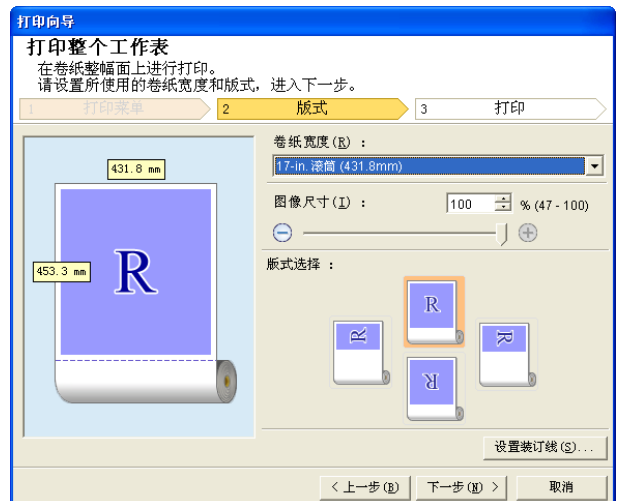 打印向导
打印整个工作表
在卷纸整幅面上进行打印。
请设置所使用的卷纸宽度和版式，进入下一步。
1 打印菜单 2 版式 3 打印
431.8 mm
453.3 mm
R
卷纸宽度(R) :
17-in. 滚筒 (431.8mm)
图像尺寸(I) : 100 % (47 - 100)
版式选择 :
R
R
R
R
设置装订线(S)...
< 上一步(B) 下一步(N) > 取消